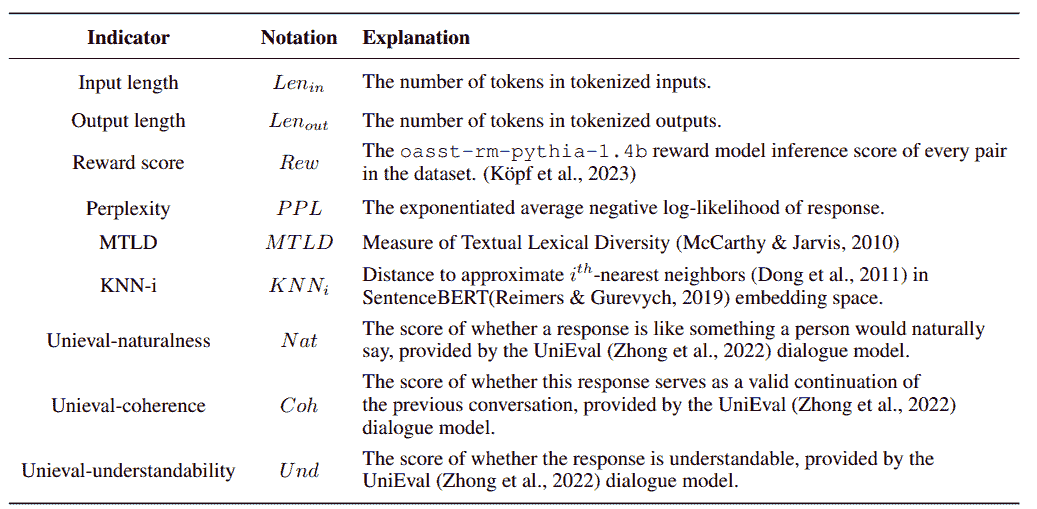 Indicator Notation Explanation
Input length Len_in The number of tokens in tokenized inputs.
Output length Len_out The number of tokens in tokenized outputs.
Reward score Rew The oasst-rm-pythia-1.4b reward model inference score of every pair
in the dataset. (Köpf et al., 2023)
Perplexity PPL The exponentiated average negative log-likelihood of response.
MTLD MTLD Measure of Textual Lexical Diversity (McCarthy & Jarvis, 2010)
KNN-i KNN_i Distance to approximate i^th-nearest neighbors (Dong et al., 2011) in
SentenceBERT(Reimers & Gurevych, 2019) embedding space.
Unieval-naturalness Nat The score of whether a response is like something a person would naturally
say, provided by the UniEval (Zhong et al., 2022) dialogue model.
The score of whether this response serves as a valid continuation of
Unieval-coherence Coh the previous conversation, provided by the UniEval (Zhong et al., 2022)
dialogue model.
Unieval-understandability Und The score of whether the response is understandable, provided by the
UniEval (Zhong et al., 2022) dialogue model.